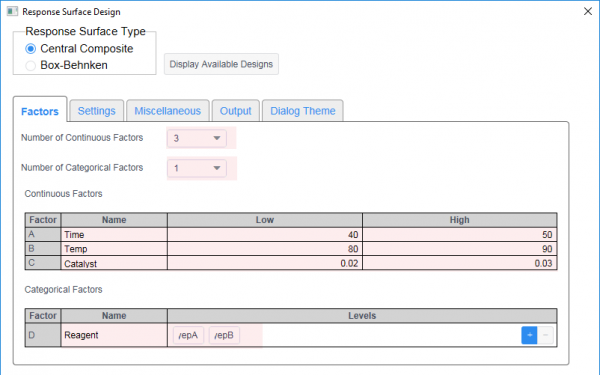 Response Surface Design
Response Surface Type
Central Composite
Box-Behnken
Display Available Designs
Factors Settings Miscellaneous Output Dialog Theme
Number of Continuous Factors 3
Number of Categorical Factors 1
Continuous Factors
Factor Name Low High
A Time 40 50
B Temp 80 90
C Catalyst 0.02 0.03
Categorical Factors
Factor Name Levels
D Reagent epA epB + −